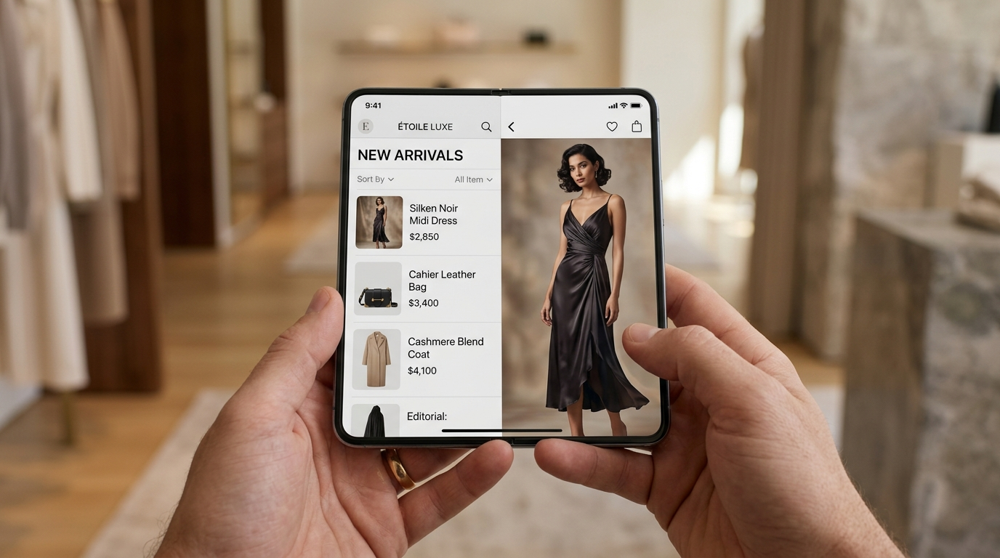 9:41
E
ÉTOILE LUXE
NEW ARRIVALS
Sort By
All Item
Silken Noir
Midi Dress
$2,850
Cahier Leather
Bag
$3,400
Cashmere Blend
Coat
$4,100
Editorial: